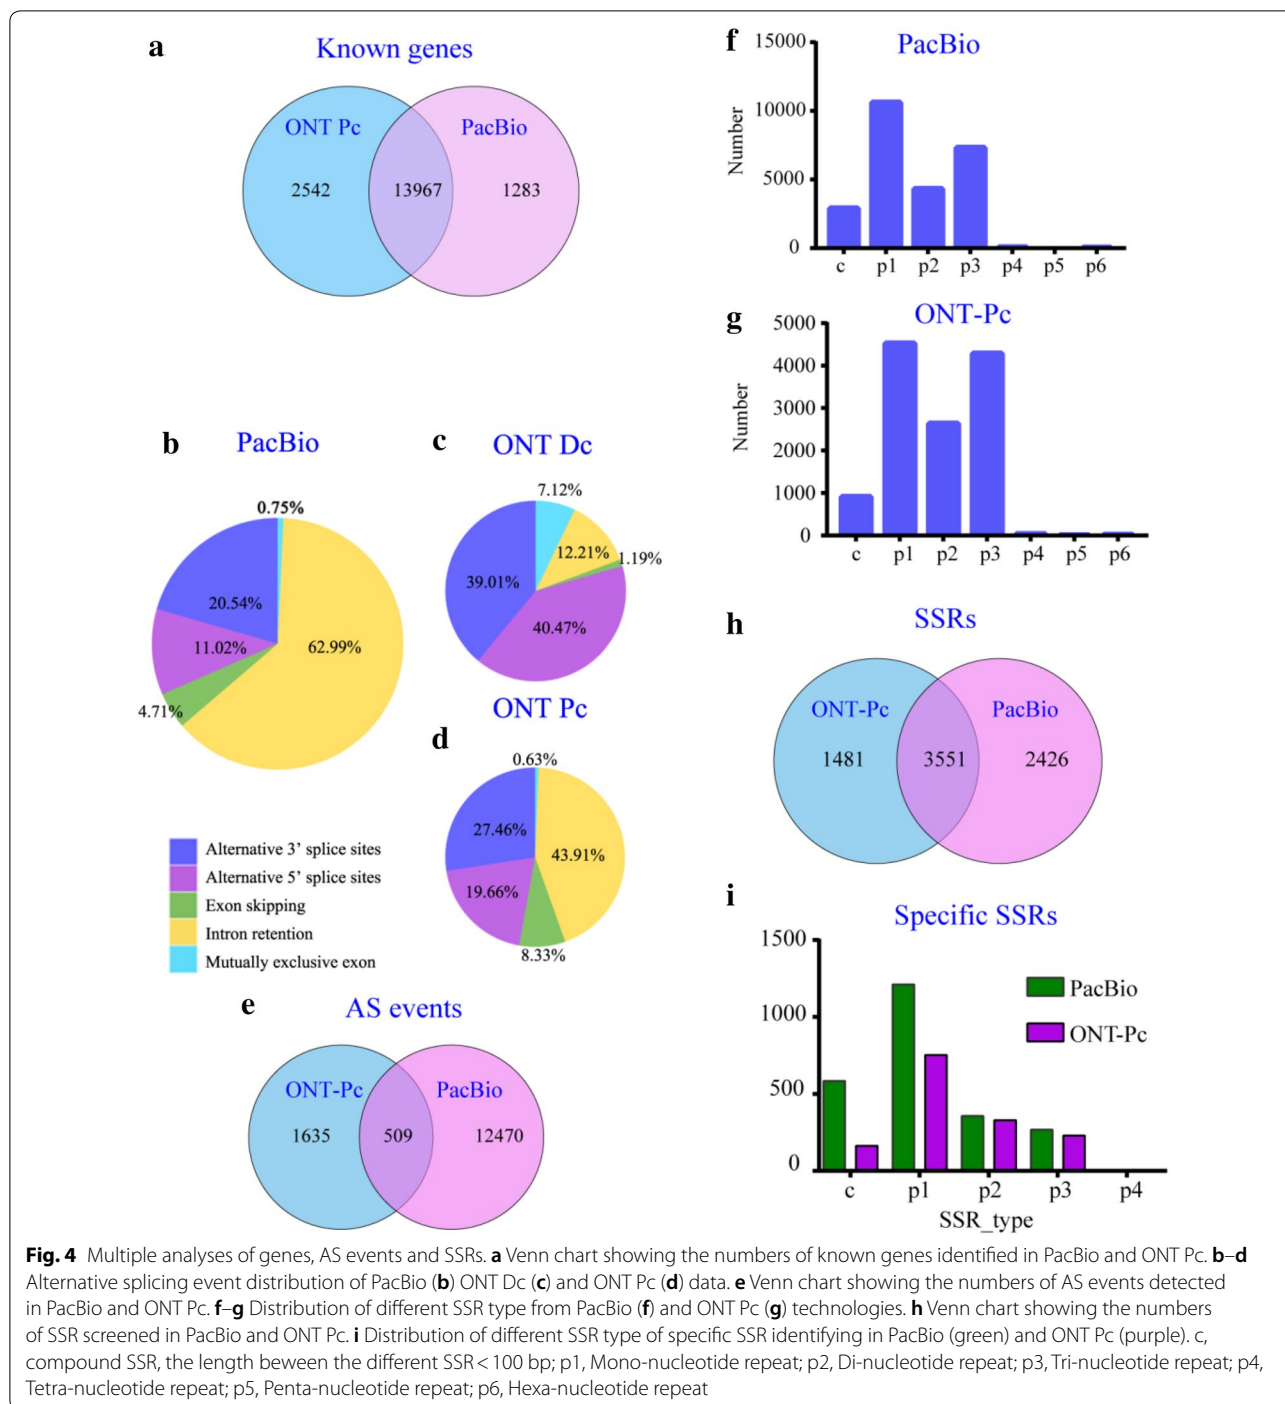 a
Known genes
ONT Pc
PacBio
2542
13967
1283
b
PacBio
0.75%
20.54%
11.02%
62.99%
4.71%
c
ONT Dc
7.12%
12.21%
1.19%
39.01%
40.47%
ONT Pc
d
0.63%
27.46%
43.91%
19.66%
8.33%
Alternative 3’ splice sites
Alternative 5’ splice sites
Exon skipping
Intron retention
Mutually exclusive exon
e
AS events
ONT-Pc
PacBio
1635
509
12470
f
PacBio
15000
10000
5000
0
Number
c p1 p2 p3 p4 p5 p6
g
ONT-Pc
5000
4000
3000
2000
1000
0
Number
c p1 p2 p3 p4 p5 p6
h
SSRs
ONT-Pc
PacBio
1481
3551
2426
i
Specific SSRs
1500
1000
500
0
PacBio
ONT-Pc
c p1 p2 p3 p4
SSR_type
Fig. 4 Multiple analyses of genes, AS events and SSRs. a Venn chart showing the numbers of known genes identified in PacBio and ONT Pc. b–d
Alternative splicing event distribution of PacBio (b) ONT Dc (c) and ONT Pc (d) data. e Venn chart showing the numbers of AS events detected
in PacBio and ONT Pc. f–g Distribution of different SSR type from PacBio (f) and ONT Pc (g) technologies. h Venn chart showing the numbers
of SSR screened in PacBio and ONT Pc. i Distribution of different SSR type of specific SSR identifying in PacBio (green) and ONT Pc (purple). c,
compound SSR, the length beween the different SSR < 100 bp; p1, Mono-nucleotide repeat; p2, Di-nucleotide repeat; p3, Tri-nucleotide repeat; p4,
Tetra-nucleotide repeat; p5, Penta-nucleotide repeat; p6, Hexa-nucleotide repeat